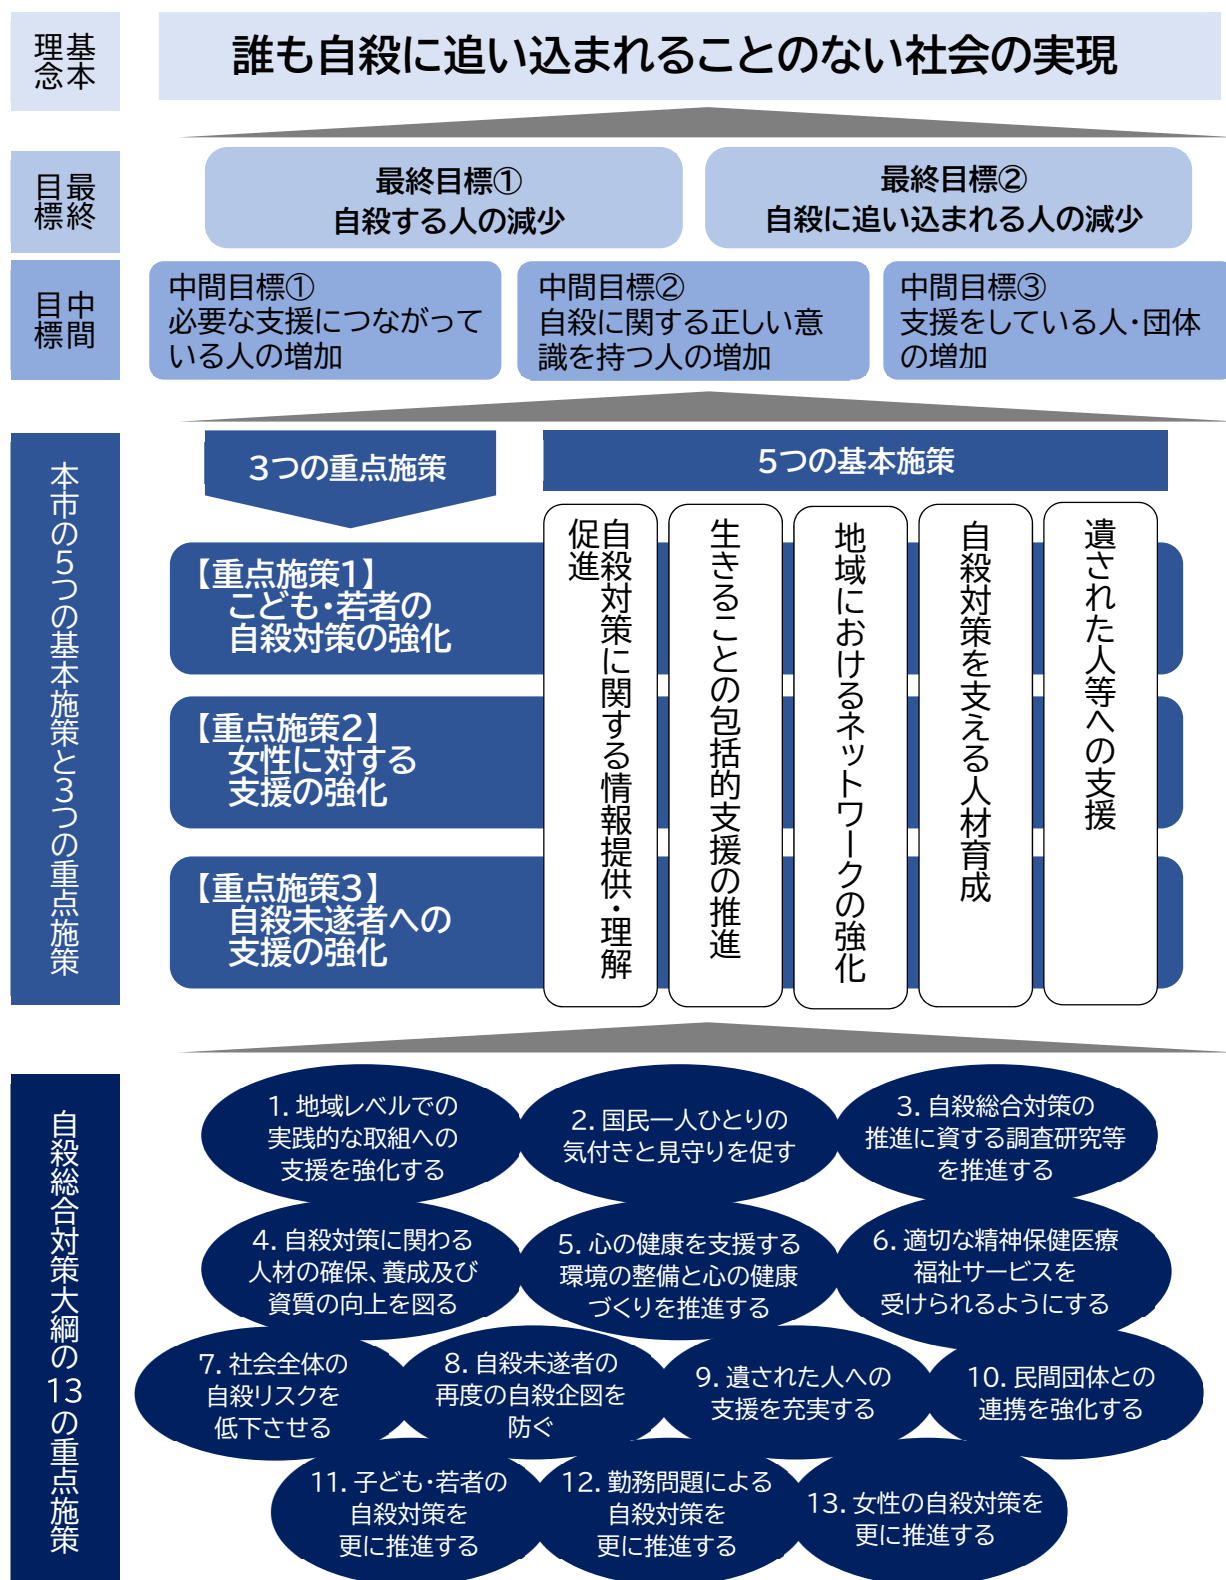 基本理念
誰も自殺に追い込まれることのない社会の実現
最終目標
最終目標①
自殺する人の減少
最終目標②
自殺に追い込まれる人の減少
中間目標
中間目標①
必要な支援につながって
いる人の増加
中間目標②
自殺に関する正しい意
識を持つ人の増加
中間目標③
支援をしている人・団体
の増加
本市の5つの基本施策と3つの重点施策
3つの重点施策
5つの基本施策
【重点施策1】
こども・若者の
自殺対策の強化
【重点施策2】
女性に対する
支援の強化
【重点施策3】
自殺未遂者への
支援の強化
自殺対策に関する情報提供・理解
促進
生きることの包括的支援の推進
地域におけるネットワークの強化
自殺対策を支える人材育成
遺された人等への支援
自殺総合対策大綱の13の重点施策
1. 地域レベルでの
実践的な取組への
支援を強化する
2. 国民一人ひとりの
気付きと見守りを促す
3. 自殺総合対策の
推進に資する調査研究等
を推進する
4. 自殺対策に関わる
人材の確保、養成及び
資質の向上を図る
5. 心の健康を支援する
環境の整備と心の健康
づくりを推進する
6. 適切な精神保健医療
福祉サービスを
受けられるようにする
7. 社会全体の
自殺リスクを
低下させる
8. 自殺未遂者の
再度の自殺企図を
防ぐ
9. 遺された人への
支援を充実する
10. 民間団体との
連携を強化する
11. 子ども・若者の
自殺対策を
更に推進する
12. 勤務問題による
自殺対策を
更に推進する
13. 女性の自殺対策を
更に推進する